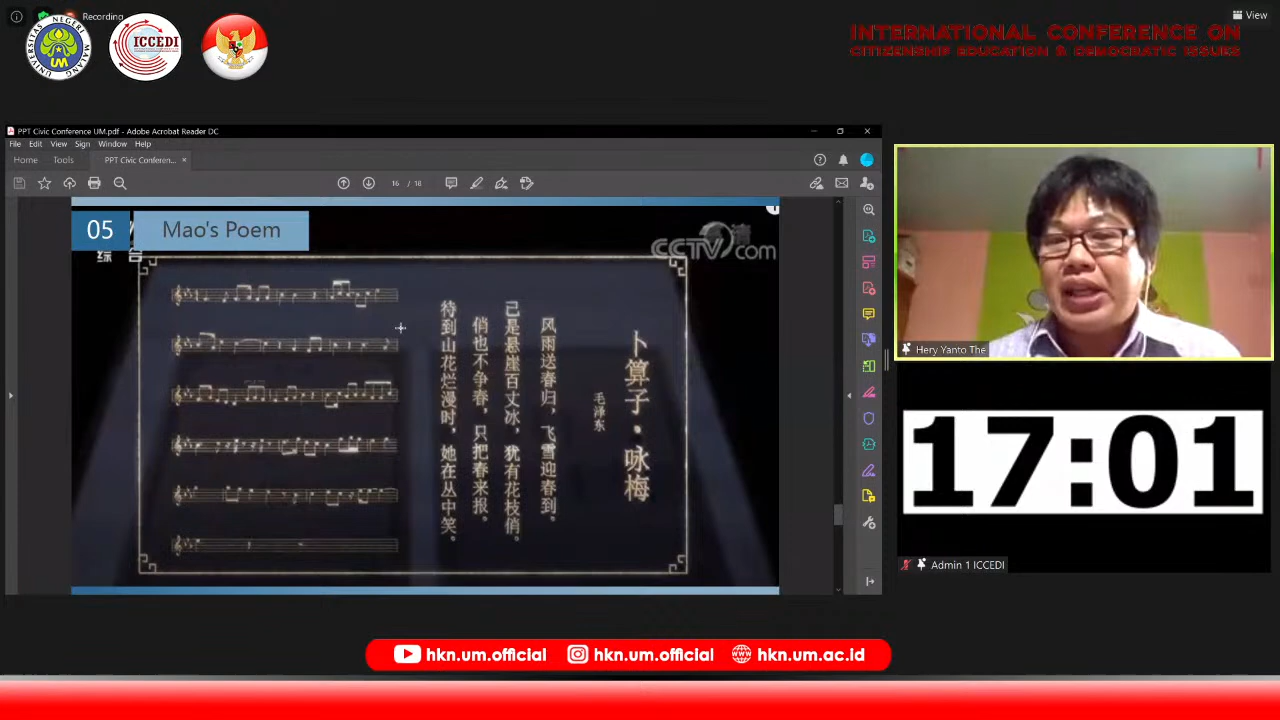 Recording
View
ICCEDI
UM
INTERNATIONAL CONFERENCE ON
CITIZENSHIP EDUCATION & DEMOCRATIC ISSUES
PPT Civic Conference UM.pdf - Adobe Acrobat Reader DC
File Edit View Sign Window Help
Home Tools PPT Civic Conferen... ×
16 / 18
05 Mao's Poem
综合
CCTV.com
卜算子·咏梅
毛泽东
风雨送春归，飞雪迎春到。
已是悬崖百丈冰，犹有花枝俏。
俏也不争春，只把春来报。
待到山花烂漫时，她在丛中笑。
Hery Yanto The
17:01
Admin 1 ICCEDI
hkn.um.official
hkn.um.official
hkn.um.ac.id